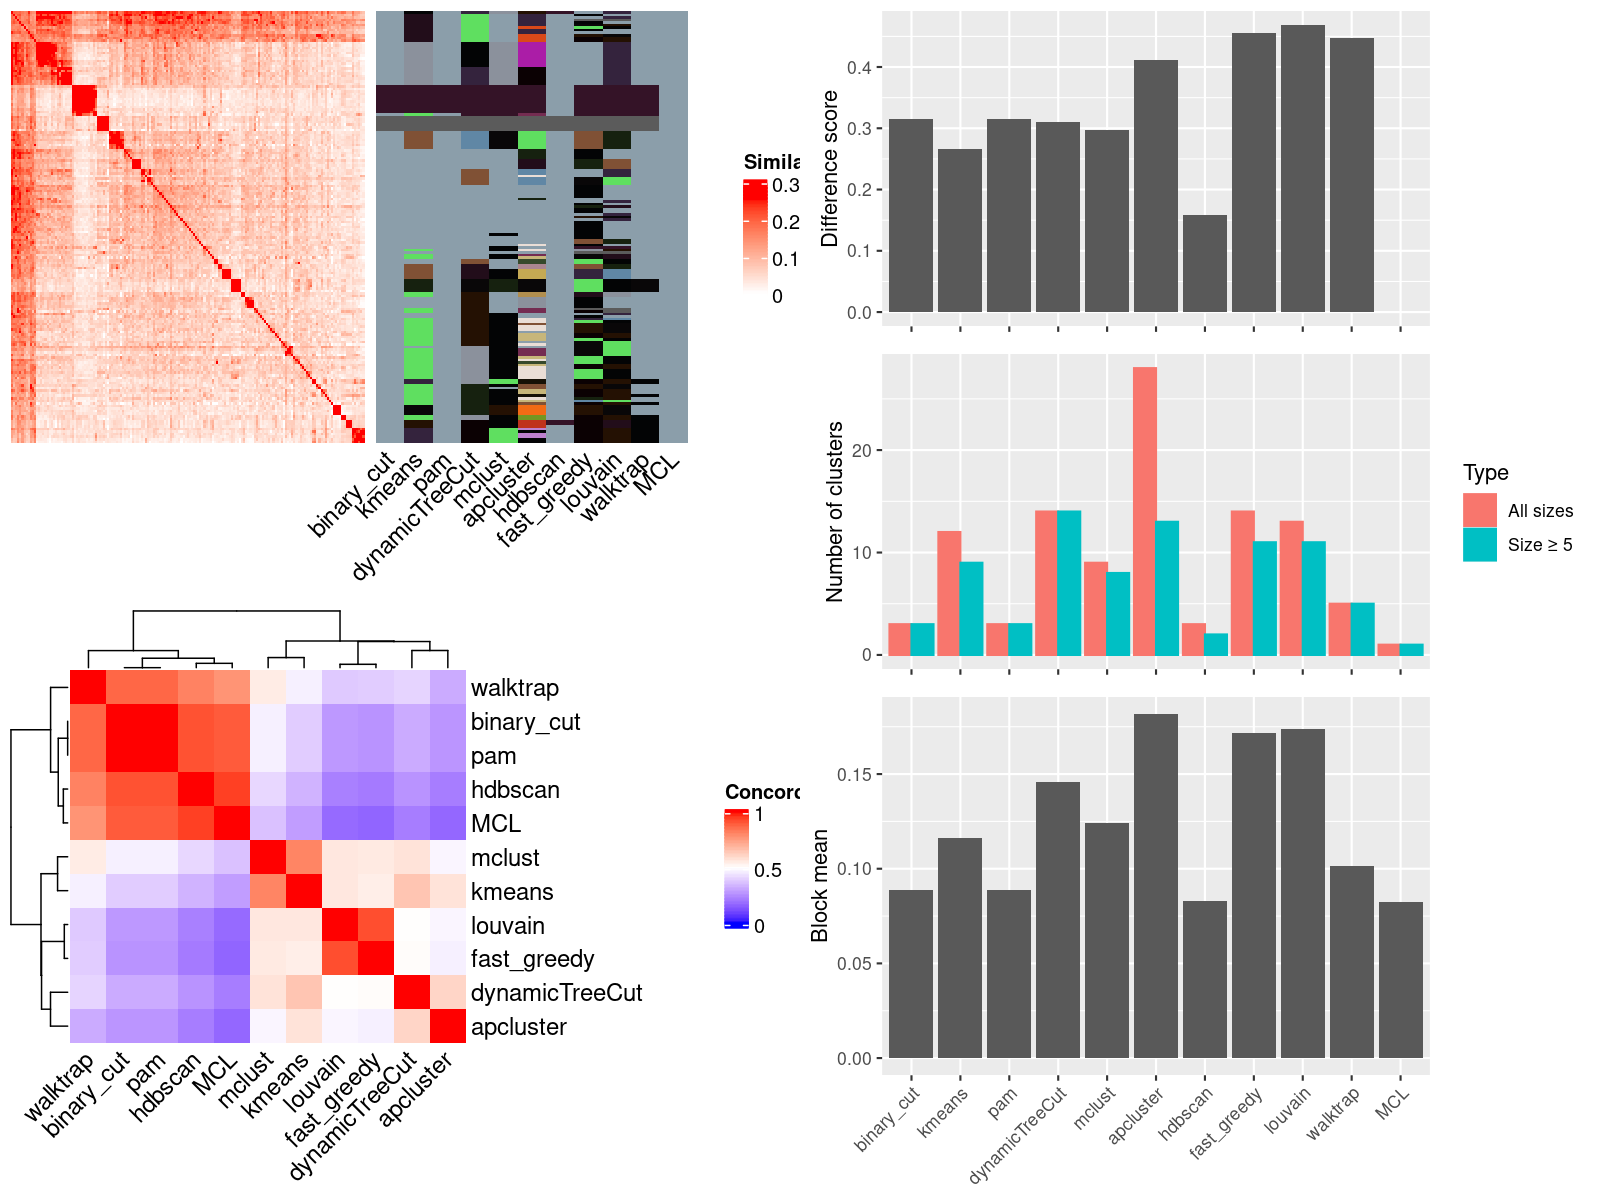 Simila
0.3
0.2
0.1
0
binary_cut
kmeans
pam
dynamicTreeCut
mclust
apcluster
hdbscan
fast_greedy
louvain
walktrap
MCL
Difference score
0.4
0.3
0.2
0.1
0.0
Number of clusters
20
10
0
Type
All sizes
Size ≥ 5
walktrap
binary_cut
pam
hdbscan
MCL
mclust
kmeans
louvain
fast_greedy
dynamicTreeCut
apcluster
walktrap
binary_cut
pam
hdbscan
MCL
mclust
kmeans
louvain
fast_greedy
dynamicTreeCut
apcluster
Concord
1
0.5
0
Block mean
0.15
0.10
0.05
0.00
binary_cut
kmeans
pam
dynamicTreeCut
mclust
apcluster
hdbscan
fast_greedy
louvain
walktrap
MCL